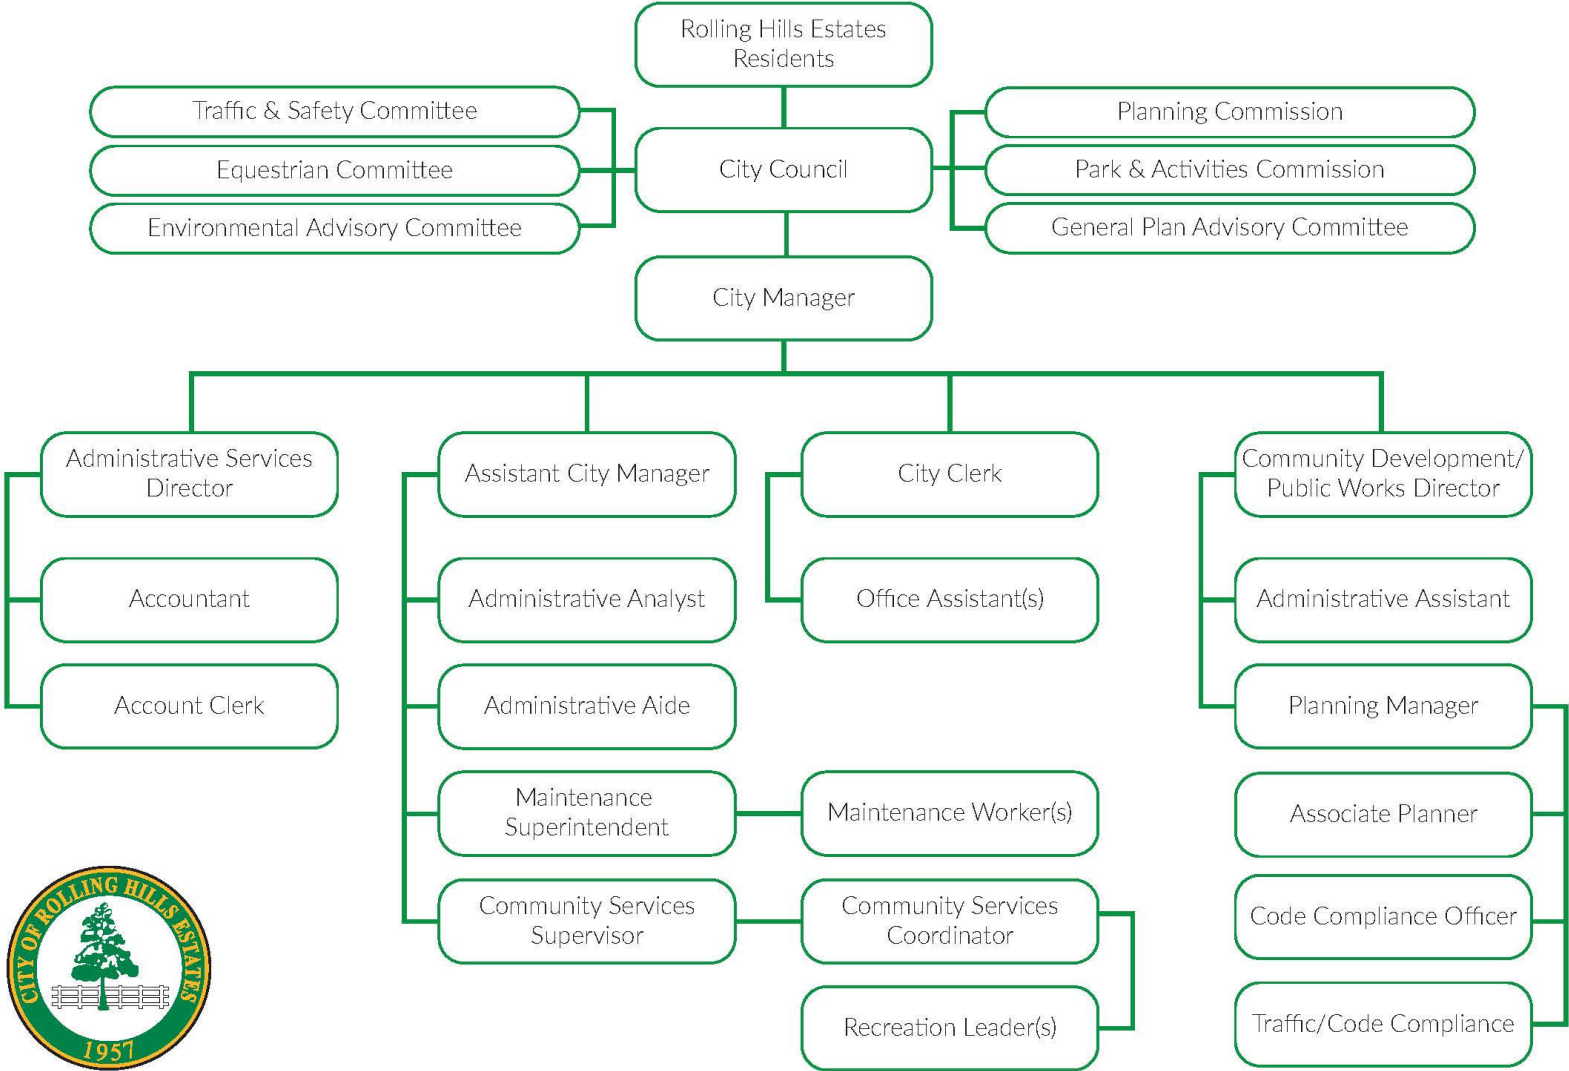 Rolling Hills Estates
Residents
Traffic & Safety Committee
Equestrian Committee
Environmental Advisory Committee
City Council
Planning Commission
Park & Activities Commission
General Plan Advisory Committee
City Manager
Administrative Services
Director
Accountant
Account Clerk
Assistant City Manager
Administrative Analyst
Administrative Aide
Maintenance
Superintendent
Maintenance Worker(s)
Community Services
Supervisor
Community Services
Coordinator
Recreation Leader(s)
City Clerk
Office Assistant(s)
Community Development/
Public Works Director
Administrative Assistant
Planning Manager
Associate Planner
Code Compliance Officer
Traffic/Code Compliance
CITY OF ROLLING HILLS ESTATES
1957